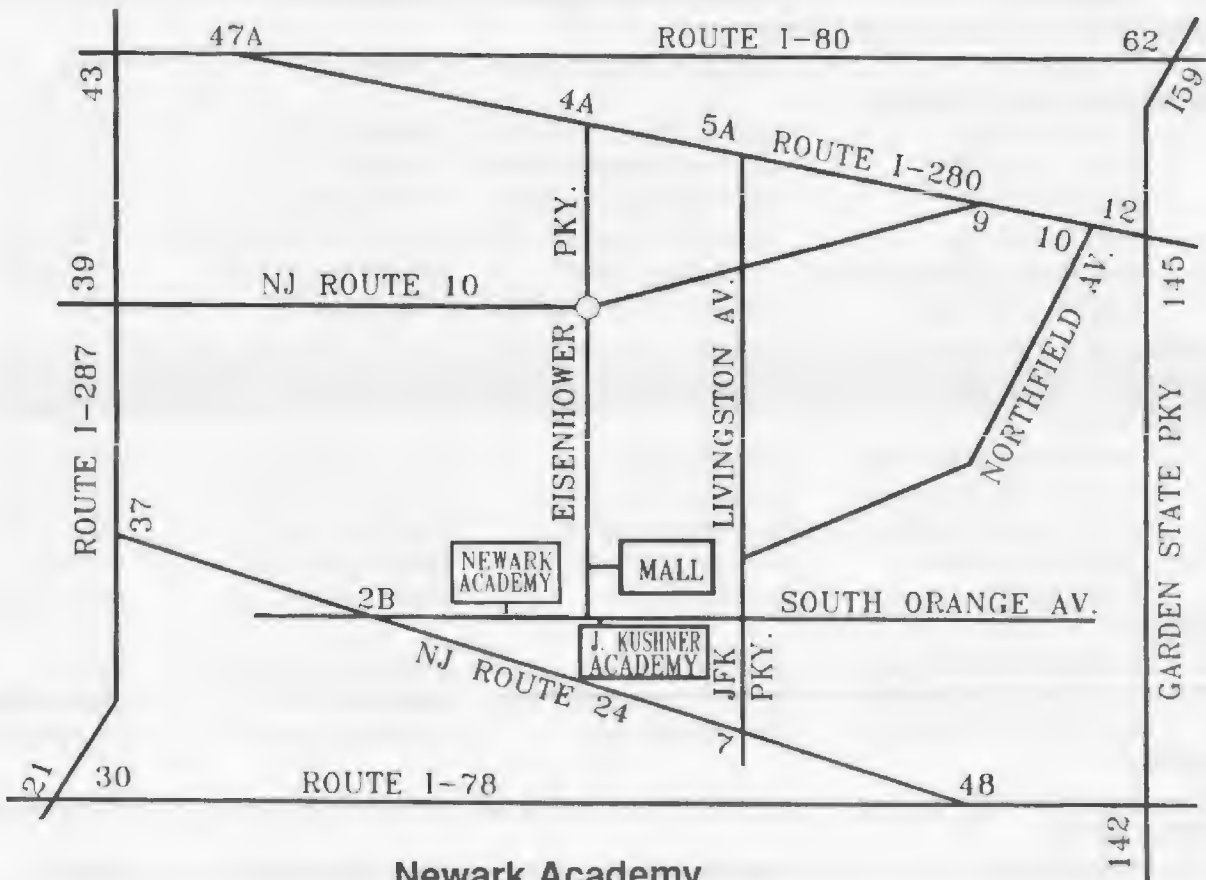 47A
ROUTE I-80
62
43
159
4A
5A
ROUTE I-280
9
10
12
145
39
NJ ROUTE 10
EISENHOWER PKY.
LIVINGSTON AV.
NORTHFIELD AV.
ROUTE I-287
GARDEN STATE PKY
37
NEWARK
ACADEMY
MALL
2B
SOUTH ORANGE AV.
J. KUSHNER
ACADEMY
NJ ROUTE 24
JFK
PKY.
7
21
30
ROUTE I-78
48
142
Newark Academy